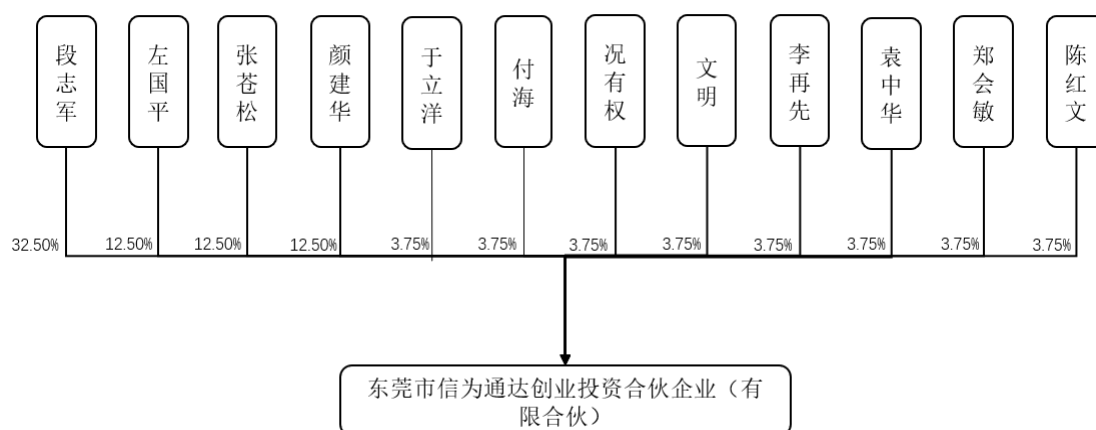 段志军
左国平
张苍松
颜建华
于立洋
付海
况有权
文明
李再先
袁中华
郑会敏
陈红文
32.50%
12.50%
12.50%
12.50%
3.75%
3.75%
3.75%
3.75%
3.75%
3.75%
3.75%
3.75%
东莞市信为通达创业投资合伙企业（有
限合伙）